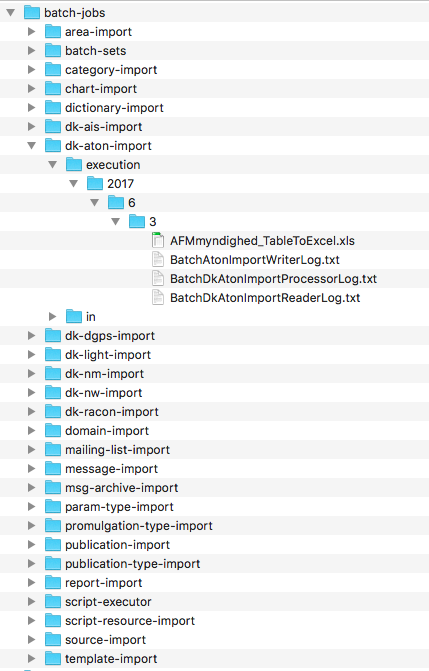 batch-jobs
area-import
batch-sets
category-import
chart-import
dictionary-import
dk-ais-import
dk-aton-import
execution
2017
6
3
AFMmyndighed_TableToExcel.xls
BatchAtonImportWriterLog.txt
BatchDkAtonImportProcessorLog.txt
BatchDkAtonImportReaderLog.txt
in
dk-dgps-import
dk-light-import
dk-nm-import
dk-nw-import
dk-racon-import
domain-import
mailing-list-import
message-import
msg-archive-import
param-type-import
promulgation-type-import
publication-import
publication-type-import
report-import
script-executor
script-resource-import
source-import
template-import